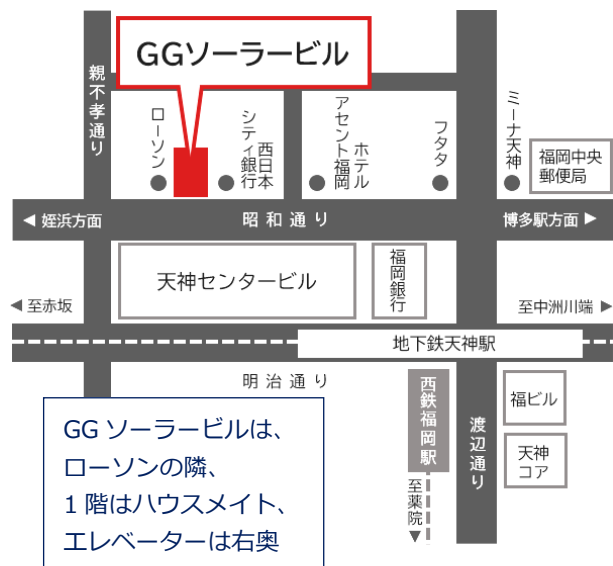 GGソーラービル
親不孝通り
ローソン
西日本
シティ銀行
ホテル
アセント福岡
フタタ
ミーナ天神
福岡中央
郵便局
◀ 姪浜方面
昭和通り
博多駅方面 ▶
天神センタービル
福岡銀行
◀ 至赤坂
至中洲川端 ▶
地下鉄天神駅
明治通り
西鉄福岡駅
渡辺通り
福ビル
天神
コア
至薬院 ▼
GG ソーラービルは、
ローソンの隣、
1 階はハウスメイト、
エレベーターは右奥